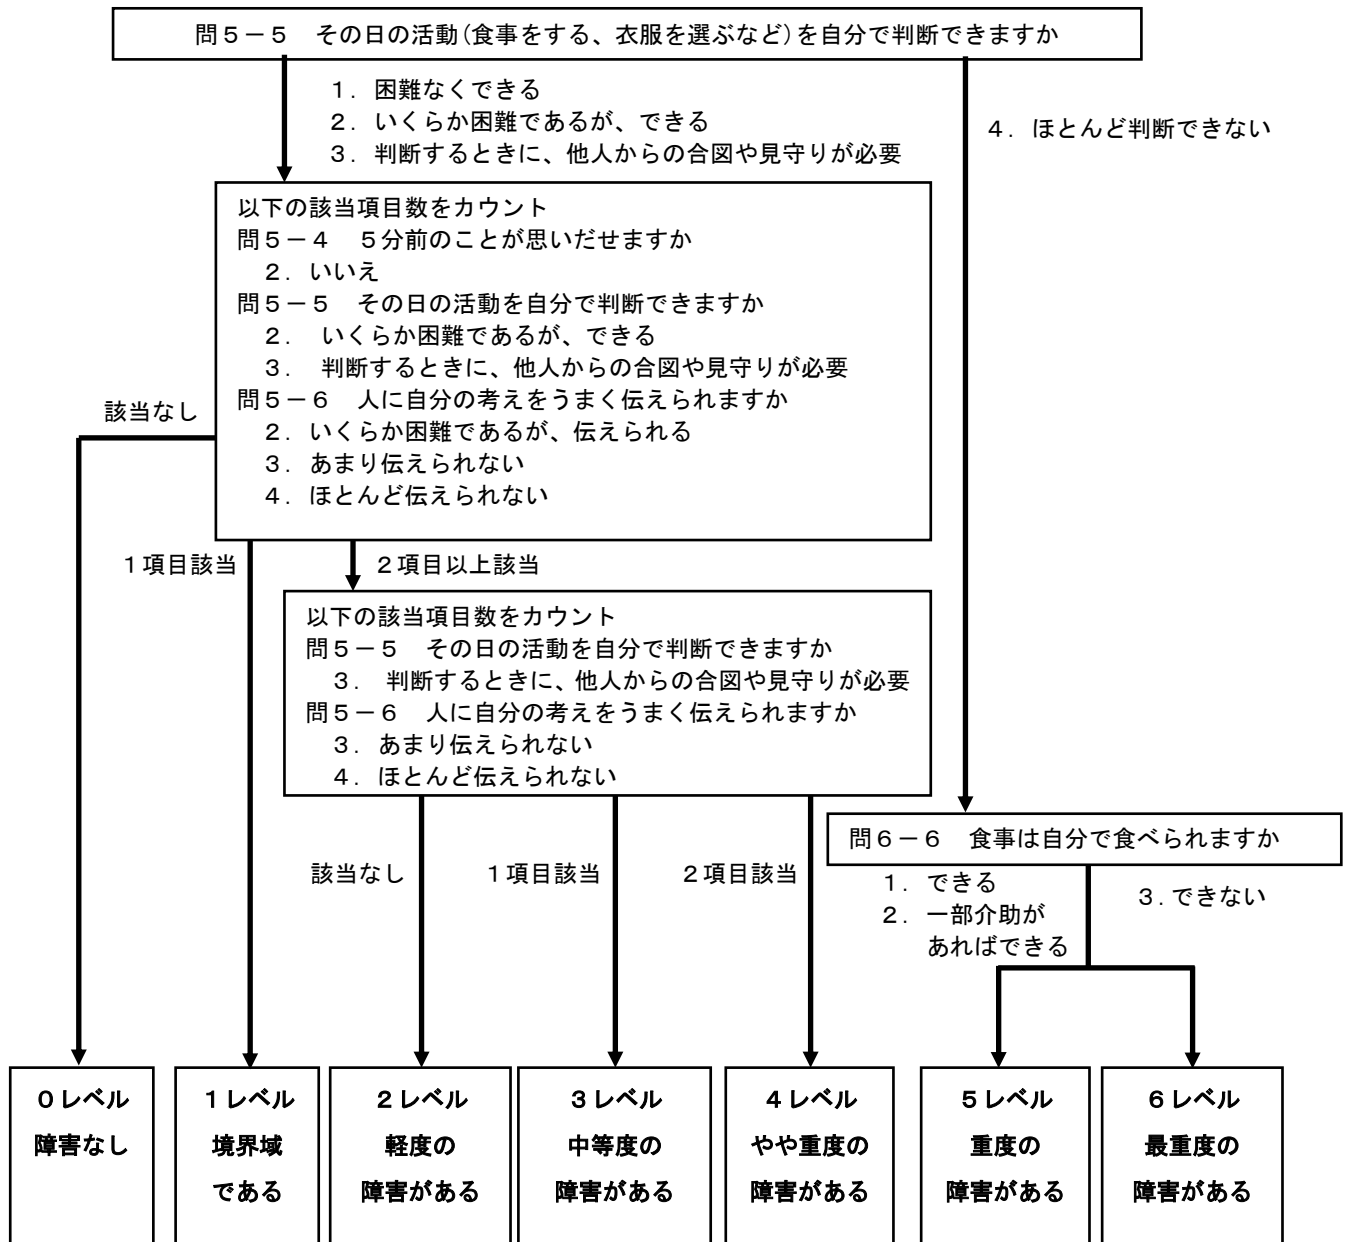 問５－５　その日の活動(食事をする、衣服を選ぶなど)を自分で判断できますか
１．困難なくできる
２．いくらか困難であるが、できる
３．判断するときに、他人からの合図や見守りが必要
４．ほとんど判断できない
以下の該当項目数をカウント
問５－４　５分前のことが思いだせますか
２．いいえ
問５－５　その日の活動を自分で判断できますか
２．　いくらか困難であるが、できる
３．　判断するときに、他人からの合図や見守りが必要
問５－６　人に自分の考えをうまく伝えられますか
２．いくらか困難であるが、伝えられる
３．あまり伝えられない
４．ほとんど伝えられない
該当なし
１項目該当
２項目以上該当
以下の該当項目数をカウント
問５－５　その日の活動を自分で判断できますか
３．　判断するときに、他人からの合図や見守りが必要
問５－６　人に自分の考えをうまく伝えられますか
３．あまり伝えられない
４．ほとんど伝えられない
該当なし
１項目該当
２項目該当
問６－６　食事は自分で食べられますか
１．できる
２．一部介助が
あればできる
３．できない
０レベル
障害なし
１レベル
境界域
である
２レベル
軽度の
障害がある
３レベル
中等度の
障害がある
４レベル
やや重度の
障害がある
５レベル
重度の
障害がある
６レベル
最重度の
障害がある